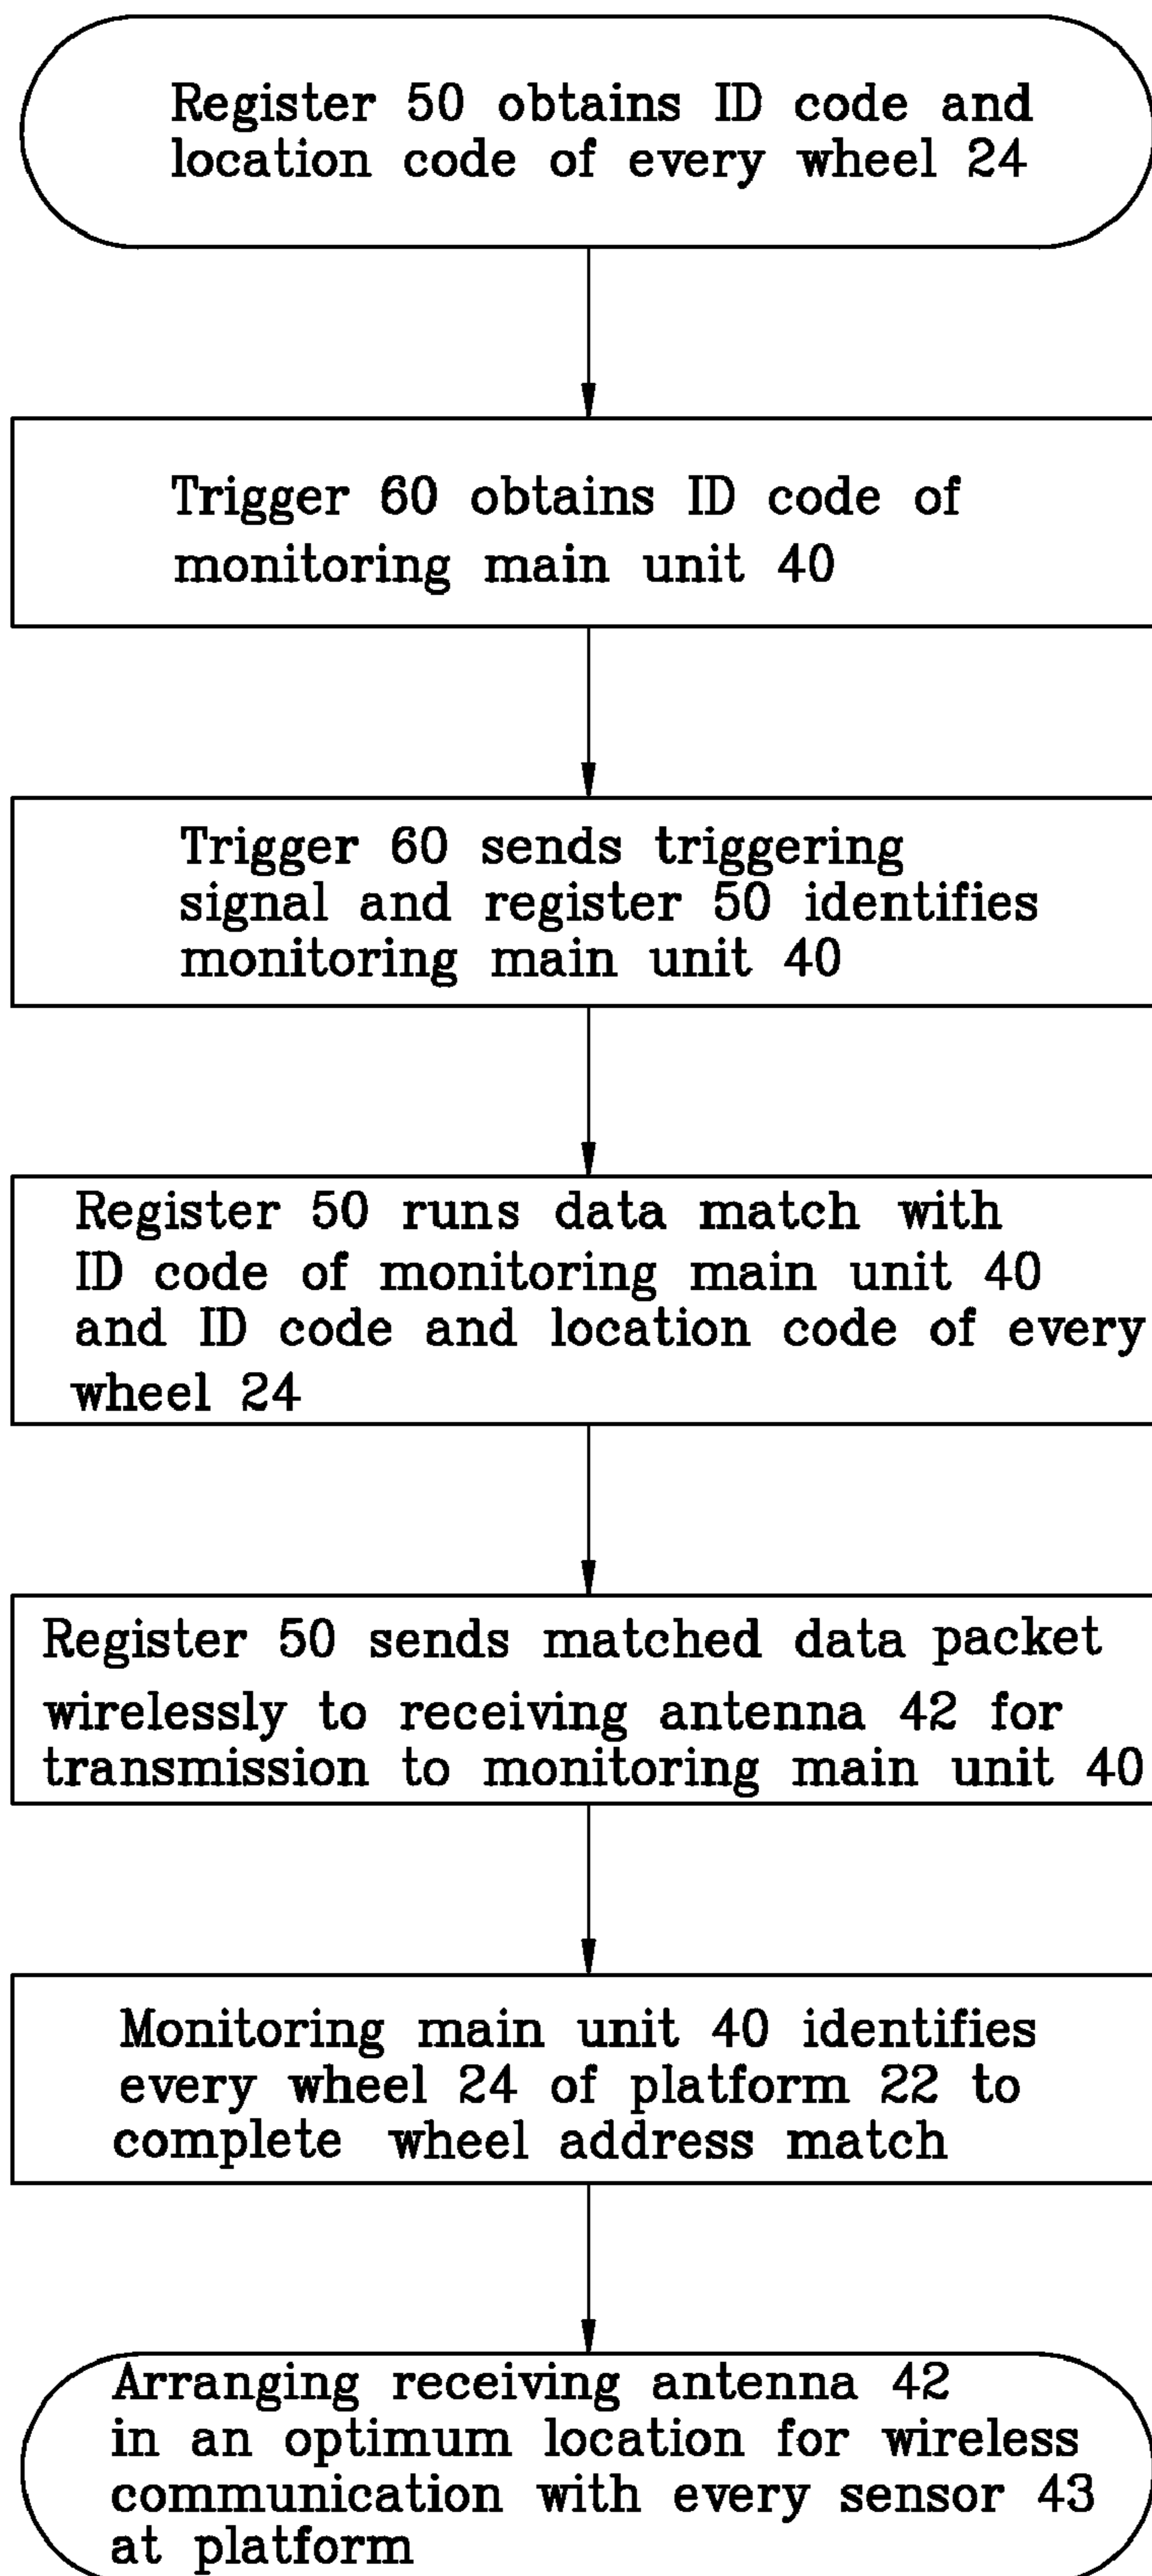 Register 50 obtains ID code and
location code of every wheel 24
Trigger 60 obtains ID code of
monitoring main unit 40
Trigger 60 sends triggering
signal and register 50 identifies
monitoring main unit 40
Register 50 runs data match with
ID code of monitoring main unit 40
and ID code and location code of every
wheel 24
Register 50 sends matched data packet
wirelessly to receiving antenna 42 for
transmission to monitoring main unit 40
Monitoring main unit 40 identifies
every wheel 24 of platform 22 to
complete wheel address match
Arranging receiving antenna 42
in an optimum location for wireless
communication with every sensor 43
at platform